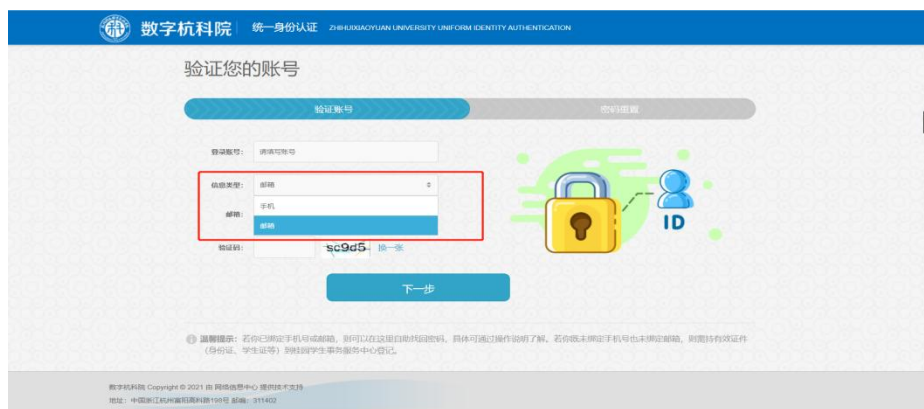 数字杭科院 统一身份认证 ZHIHUIXIAOYUAN UNIVERSITY UNIFORM IDENTITY AUTHENTICATION
验证您的账号
验证账号 密码重置
登录账号: 请填写账号
信息类型: 邮箱
手机
邮箱:
邮箱
验证码: sc9d5 换一张
下一步
ID
温馨提示:若你已绑定手机号或邮箱,则可以在这里自助找回密码,具体可通过操作说明了解。若你既未绑定手机号也未绑定邮箱,则需持有效证件
(身份证、学生证等)到桂园学生事务服务中心登记。
数字杭科院 Copyright © 2021 由 网络信息中心 提供技术支持
地址:中国浙江杭州富阳高科路198号 邮编:311402